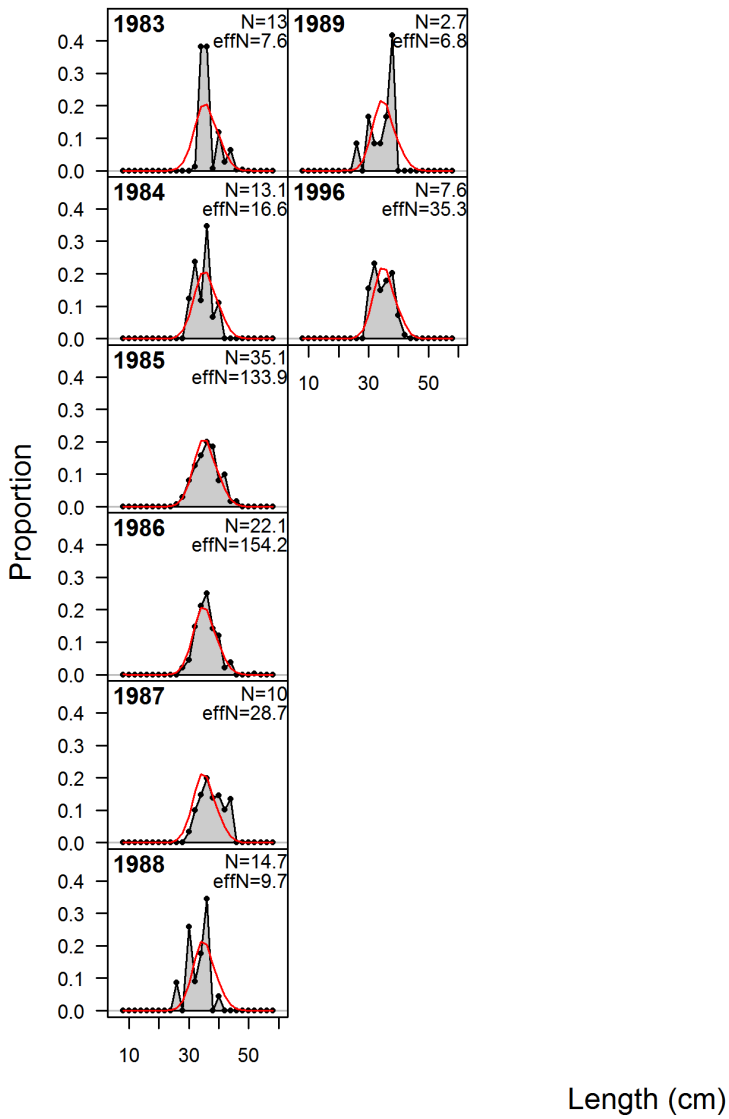 1983 N=13
effN=7.6
0.4
0.3
0.2
0.1
0.0
1989 N=2.7
effN=6.8
1984 N=13.1
effN=16.6
0.4
0.3
0.2
0.1
0.0
1996 N=7.6
effN=35.3
10 30 50
1985 N=35.1
effN=133.9
0.4
0.3
0.2
0.1
0.0
1986 N=22.1
effN=154.2
0.4
0.3
0.2
0.1
0.0
1987 N=10
effN=28.7
0.4
0.3
0.2
0.1
0.0
1988 N=14.7
effN=9.7
0.4
0.3
0.2
0.1
0.0
10 30 50
Proportion
Length (cm)